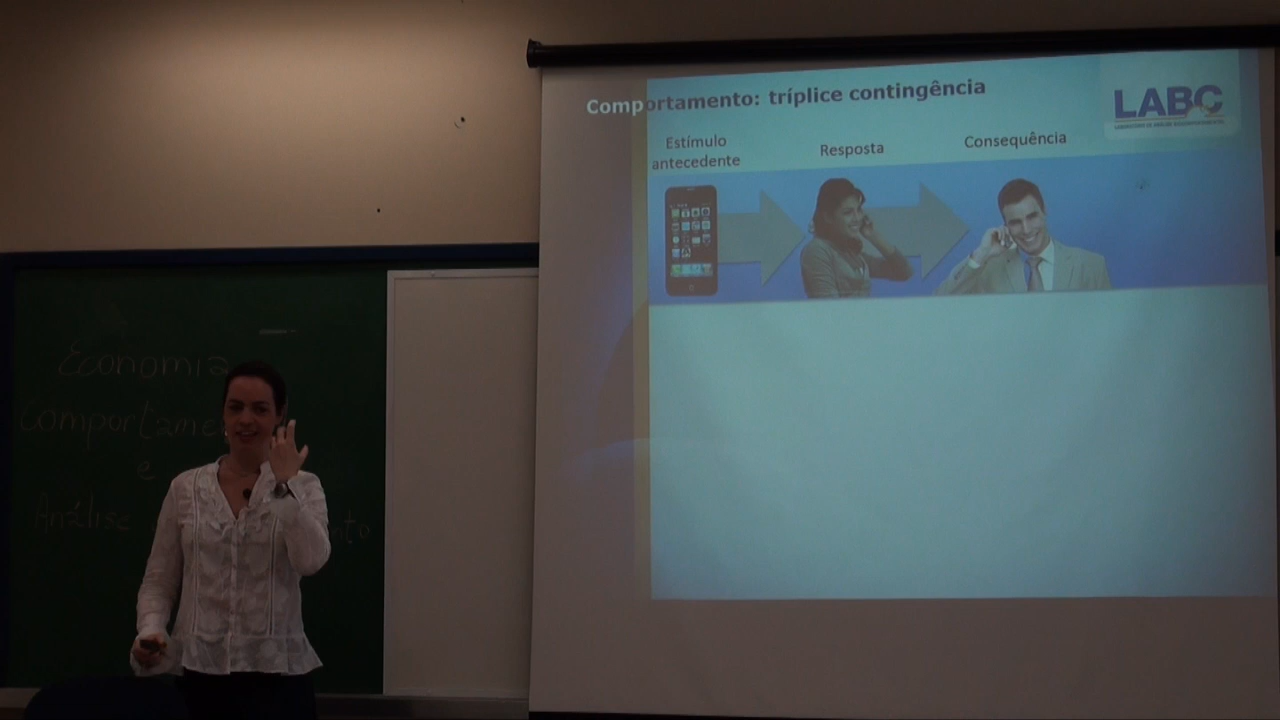 Comportamento: tríplice contingência
LABC
Estímulo
antecedente
Resposta
Consequência
Economia
Comportame
e
Análise
nto